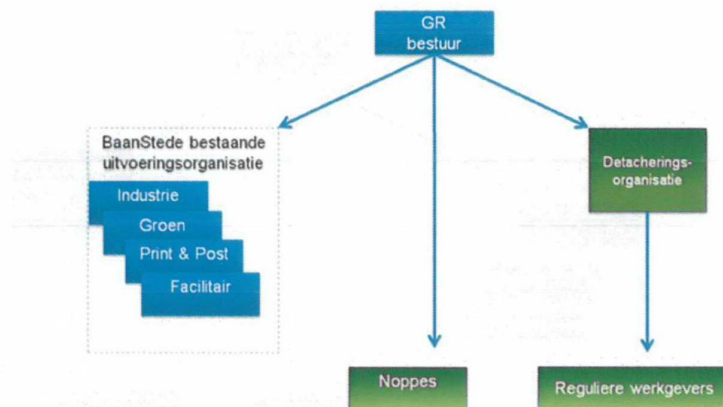 GR
bestuur
BaanStede bestaande
uitvoeringsorganisatie
Industrie
Groen
Print & Post
Facilitair
Detacherings-
organisatie
Noppes
Reguliere werkgevers